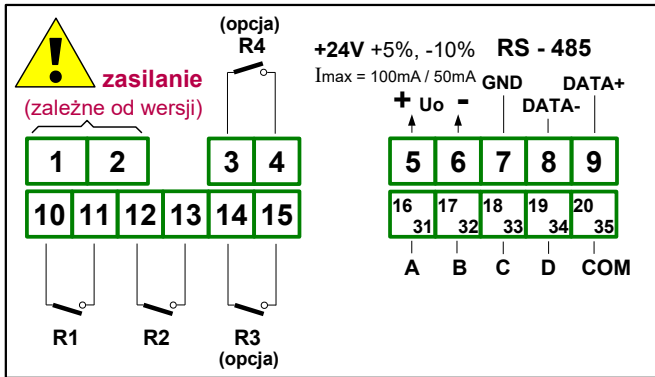 (opcja)
R4
zasilanie
(zależne od wersji)
+24V +5%, -10%
Imax = 100mA / 50mA
RS - 485
GND
DATA+
DATA-
+ Uo -
1 2
3 4
5 6 7 8 9
10 11 12 13 14 15
16 17 18 19 20
31 32 33 34 35
A B C D COM
R1
R2
R3
(opcja)